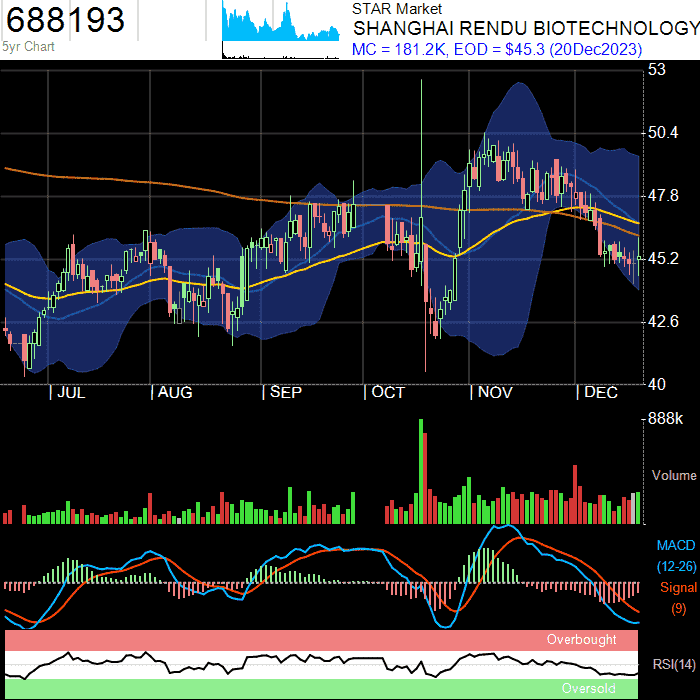 688193
5yr Chart
STAR Market
SHANGHAI RENDU BIOTECHNOLOGY
MC = 181.2K, EOD = $45.3 (20Dec2023)
53
50.4
47.8
45.2
42.6
40
| JUL | AUG | SEP | OCT | NOV | DEC
888k
Volume
MACD
(12-26)
Signal
(9)
Overbought
RSI(14)
Oversold